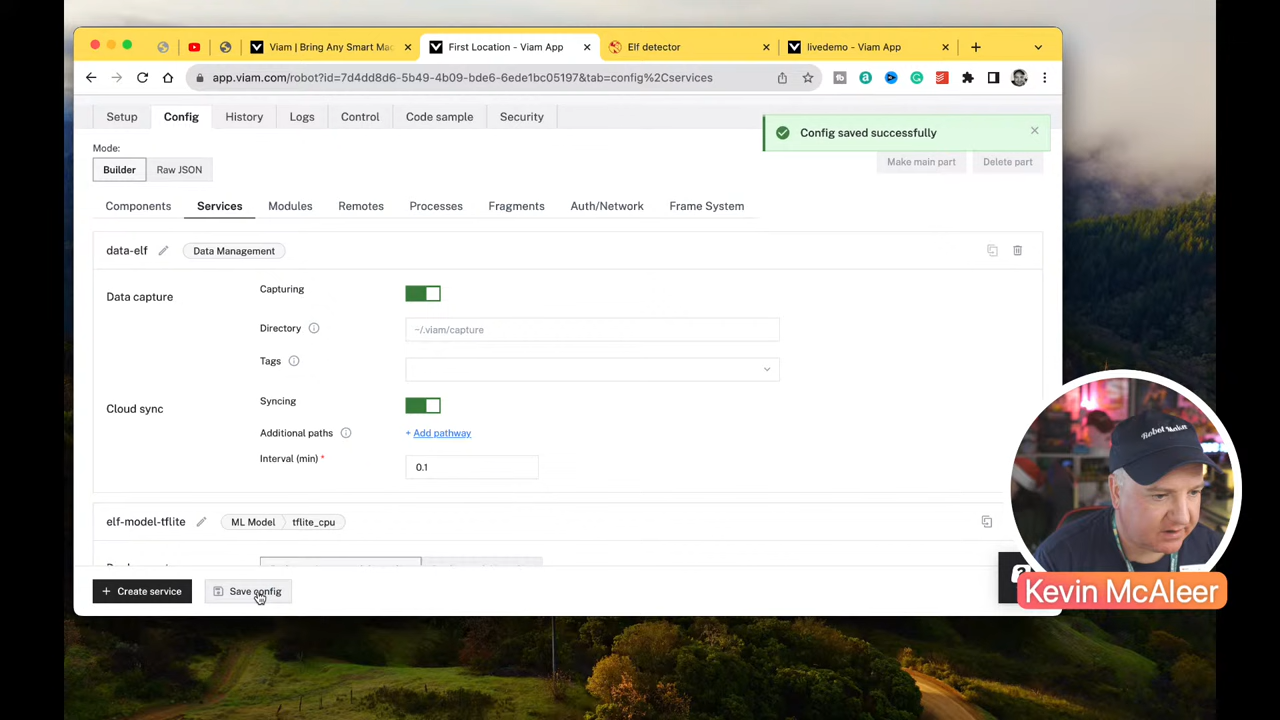 Viam | Bring Any Smart Ma
First Location - Viam App
Elf detector
livedemo - Viam App
app.viam.com/robot?id=7d4dd8d6-5b49-4b09-bde6-6ede1bc05197&tab=config%2Cservices
Setup Config History Logs Control Code sample Security
Config saved successfully
Mode:
Builder Raw JSON
Make main part Delete part
Components Services Modules Remotes Processes Fragments Auth/Network Frame System
data-elf Data Management
Data capture
Capturing
Directory ~/.viam/capture
Tags
Cloud sync
Syncing
Additional paths + Add pathway
Interval (min) * 0.1
elf-model-tflite ML Model tflite_cpu
+ Create service Save config
Robot Maker
Kevin McAleer